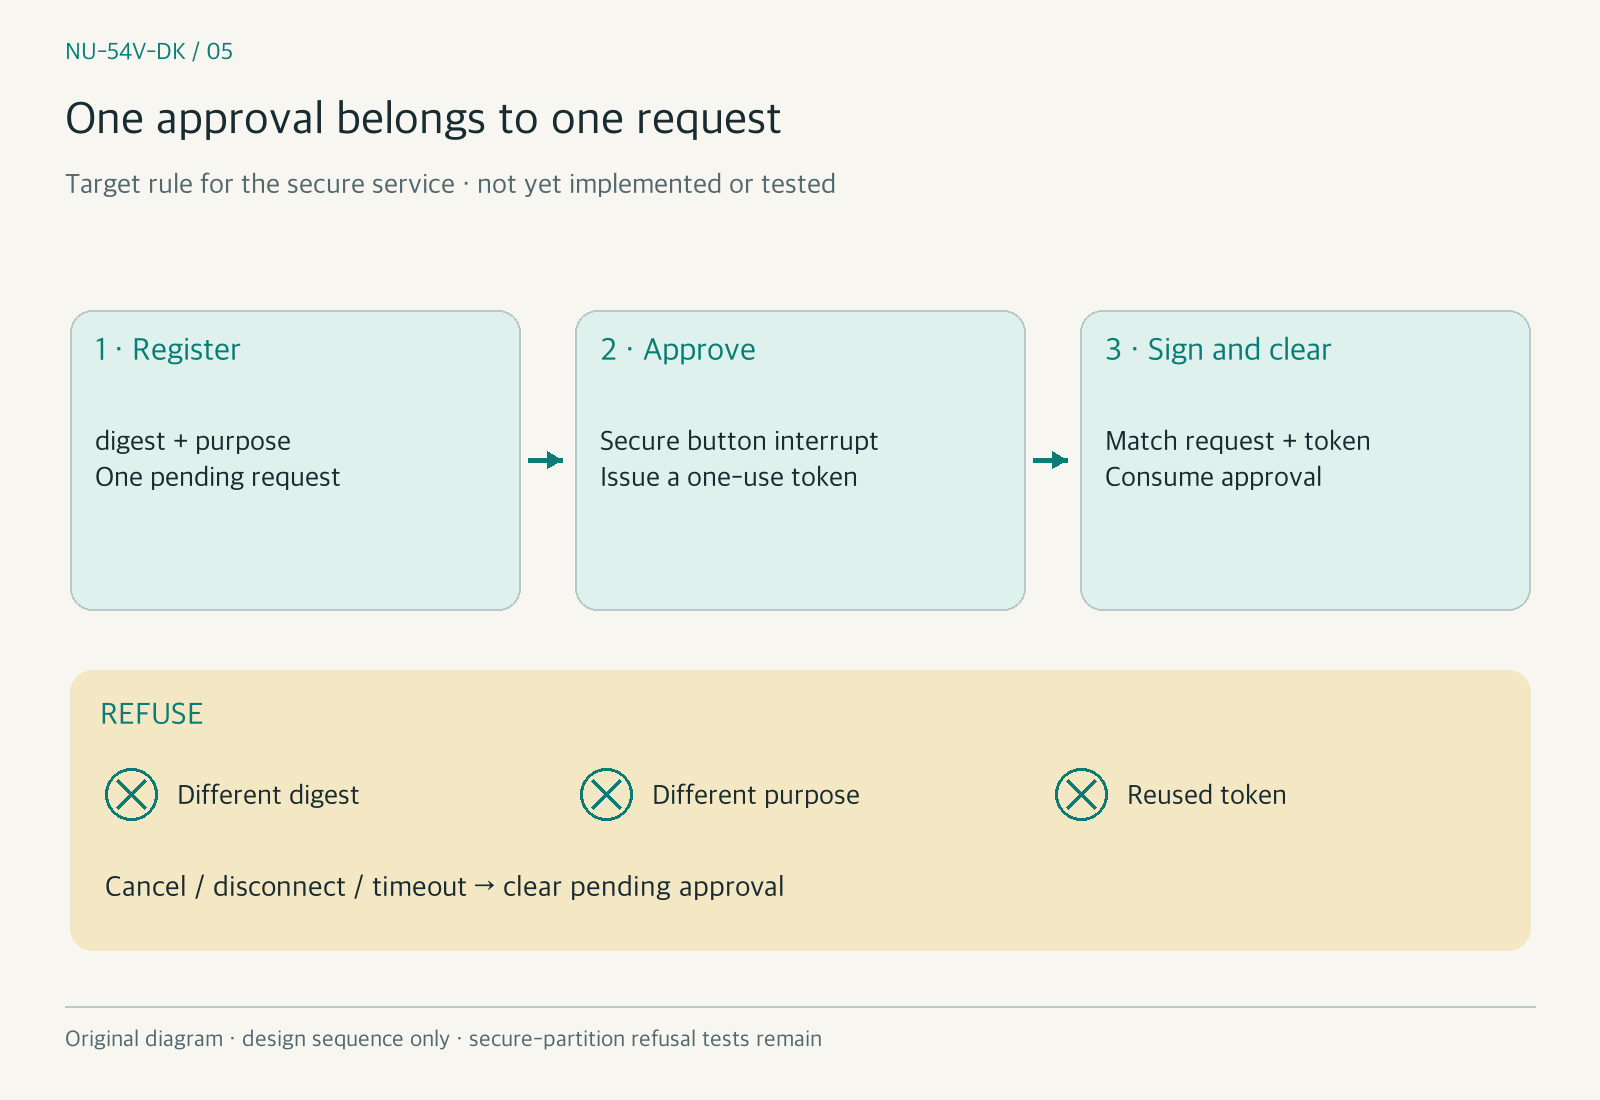 NU-54V-DK / 05
One approval belongs to one request
Target rule for the secure service · not yet implemented or tested
1 · Register
digest + purpose
One pending request
2 · Approve
Secure button interrupt
Issue a one-use token
3 · Sign and clear
Match request + token
Consume approval
REFUSE
Different digest
Different purpose
Reused token
Cancel / disconnect / timeout → clear pending approval
Original diagram · design sequence only · secure-partition refusal tests remain